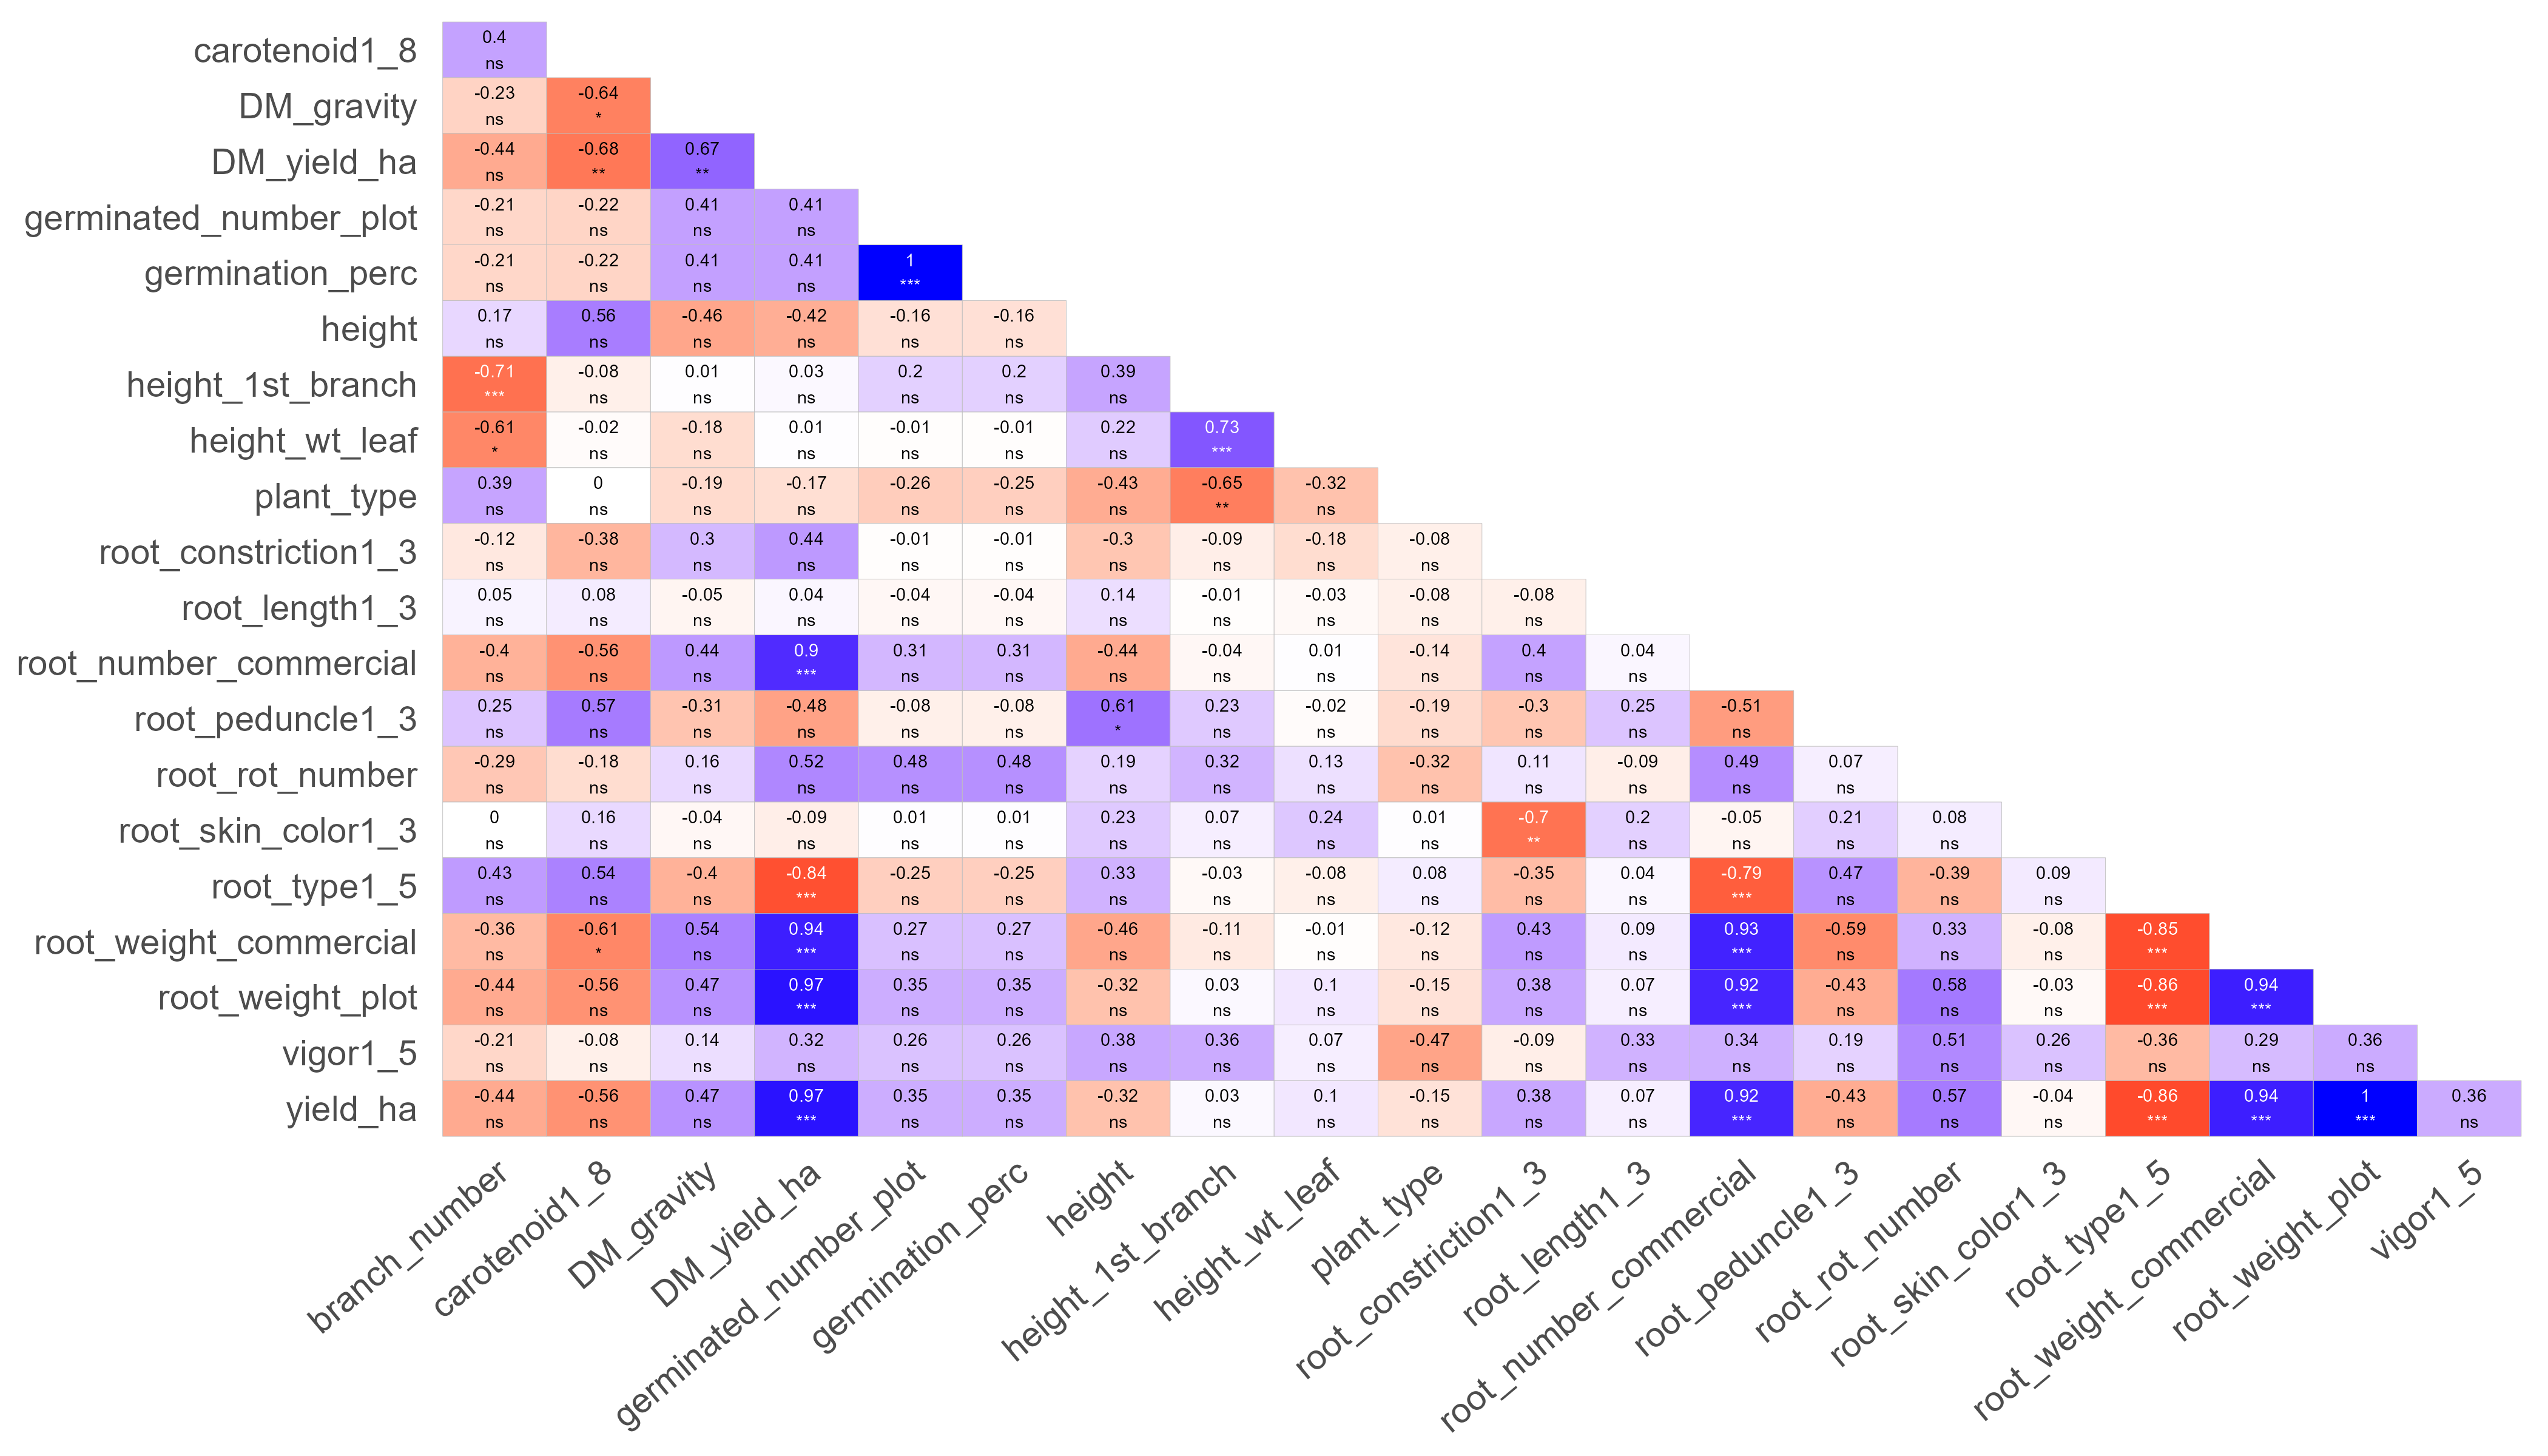 0.4
carotenoid1_8
ns
-0.23 -0.64
DM_gravity
ns *
-0.44 -0.68 0.67
DM_yield_ha
ns ** **
-0.21 -0.22 0.41 0.41
germinated_number_plot
ns ns ns ns
-0.21 -0.22 0.41 0.41 1
germination_perc
ns ns ns ns ***
0.17 0.56 -0.46 -0.42 -0.16 -0.16
height
ns ns ns ns ns ns
-0.71 -0.08 0.01 0.03 0.2 0.2 0.39
height_1st_branch
*** ns ns ns ns ns ns
-0.61 -0.02 -0.18 0.01 -0.01 -0.01 0.22 0.73
height_wt_leaf
* ns ns ns ns ns ns ***
0.39 0 -0.19 -0.17 -0.26 -0.25 -0.43 -0.65 -0.32
plant_type
ns ns ns ns ns ns ns ** ns
-0.12 -0.38 0.3 0.44 -0.01 -0.01 -0.3 -0.09 -0.18 -0.08
root_constriction1_3
ns ns ns ns ns ns ns ns ns ns
0.05 0.08 -0.05 0.04 -0.04 -0.04 0.14 -0.01 -0.03 -0.08 -0.08
root_length1_3
ns ns ns ns ns ns ns ns ns ns ns
-0.4 -0.56 0.44 0.9 0.31 0.31 -0.44 -0.04 0.01 -0.14 0.4 0.04
root_number_commercial
ns ns ns *** ns ns ns ns ns ns ns ns
0.25 0.57 -0.31 -0.48 -0.08 -0.08 0.61 0.23 -0.02 -0.19 -0.3 0.25 -0.51
root_peduncle1_3
ns ns ns ns ns ns * ns ns ns ns ns ns
-0.29 -0.18 0.16 0.52 0.48 0.48 0.19 0.32 0.13 -0.32 0.11 -0.09 0.49 0.07
root_rot_number
ns ns ns ns ns ns ns ns ns ns ns ns ns ns
0 0.16 -0.04 -0.09 0.01 0.01 0.23 0.07 0.24 0.01 -0.7 0.2 -0.05 0.21 0.08
root_skin_color1_3
ns ns ns ns ns ns ns ns ns ns ** ns ns ns ns
0.43 0.54 -0.4 -0.84 -0.25 -0.25 0.33 -0.03 -0.08 0.08 -0.35 0.04 -0.79 0.47 -0.39 0.09
root_type1_5
ns ns ns *** ns ns ns ns ns ns ns ns *** ns ns ns
-0.36 -0.61 0.54 0.94 0.27 0.27 -0.46 -0.11 -0.01 -0.12 0.43 0.09 0.93 -0.59 0.33 -0.08 -0.85
root_weight_commercial
ns * ns *** ns ns ns ns ns ns ns ns *** ns ns ns ***
-0.44 -0.56 0.47 0.97 0.35 0.35 -0.32 0.03 0.1 -0.15 0.38 0.07 0.92 -0.43 0.58 -0.03 -0.86 0.94
root_weight_plot
ns ns ns *** ns ns ns ns ns ns ns ns *** ns ns ns *** ***
-0.21 -0.08 0.14 0.32 0.26 0.26 0.38 0.36 0.07 -0.47 -0.09 0.33 0.34 0.19 0.51 0.26 -0.36 0.29 0.36
vigor1_5
ns ns ns ns ns ns ns ns ns ns ns ns ns ns ns ns ns ns ns
-0.44 -0.56 0.47 0.97 0.35 0.35 -0.32 0.03 0.1 -0.15 0.38 0.07 0.92 -0.43 0.57 -0.04 -0.86 0.94 1 0.36
yield_ha
ns ns ns *** ns ns ns ns ns ns ns ns *** ns ns ns *** *** *** ns
branch_number
carotenoid1_8
DM_gravity
DM_yield_ha
germinated_number_plot
germination_perc
height
height_1st_branch
height_wt_leaf
plant_type
root_constriction1_3
root_length1_3
root_number_commercial
root_peduncle1_3
root_rot_number
root_skin_color1_3
root_type1_5
root_weight_commercial
root_weight_plot
vigor1_5